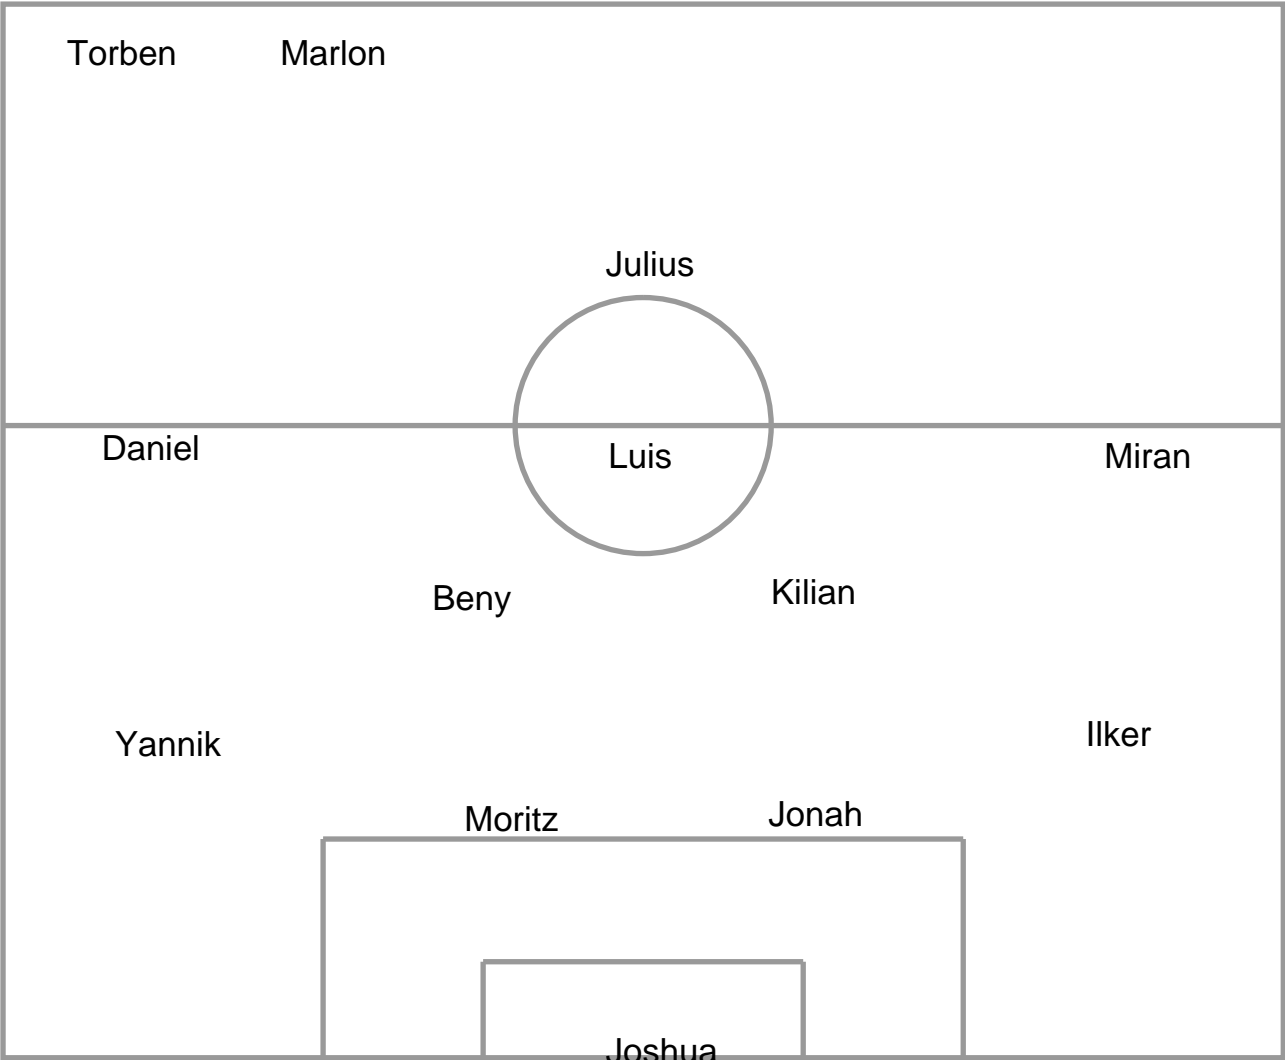 Torben Marlon
Julius
Daniel Luis Miran
Beny Kilian
Yannik Ilker
Moritz Jonah
Joshua